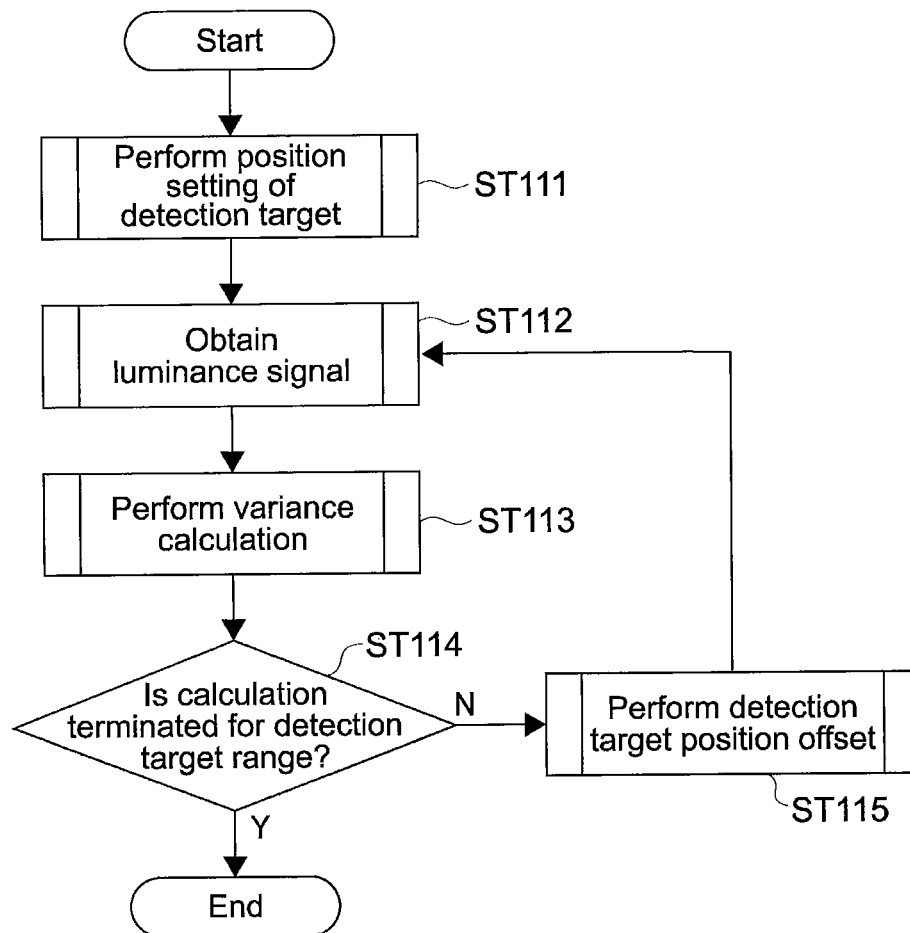 Start
Perform position
setting of
detection target
ST111
Obtain
luminance signal
ST112
Perform variance
calculation
ST113
ST114
Is calculation
terminated for detection
target range?
N
Perform detection
target position offset
ST115
Y
End